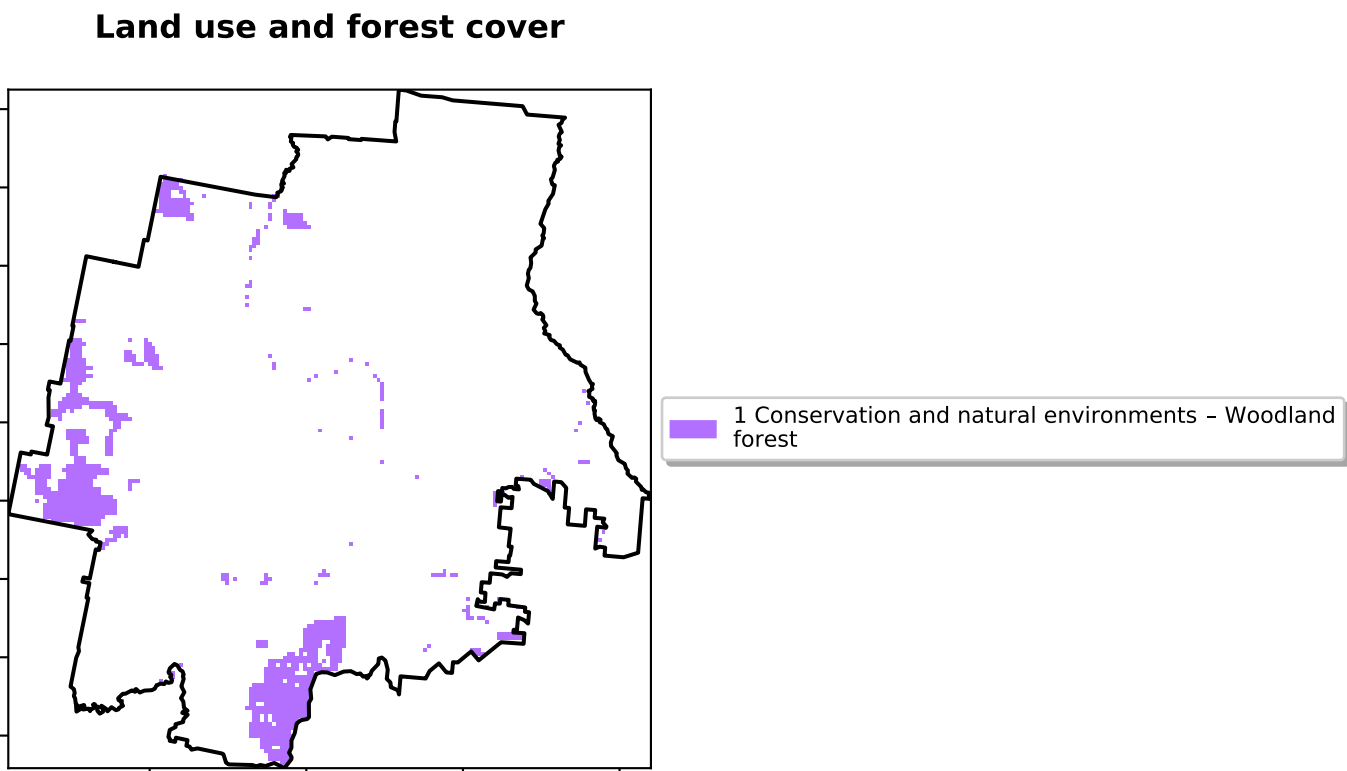 Land use and forest cover
1 Conservation and natural environments – Woodland
forest